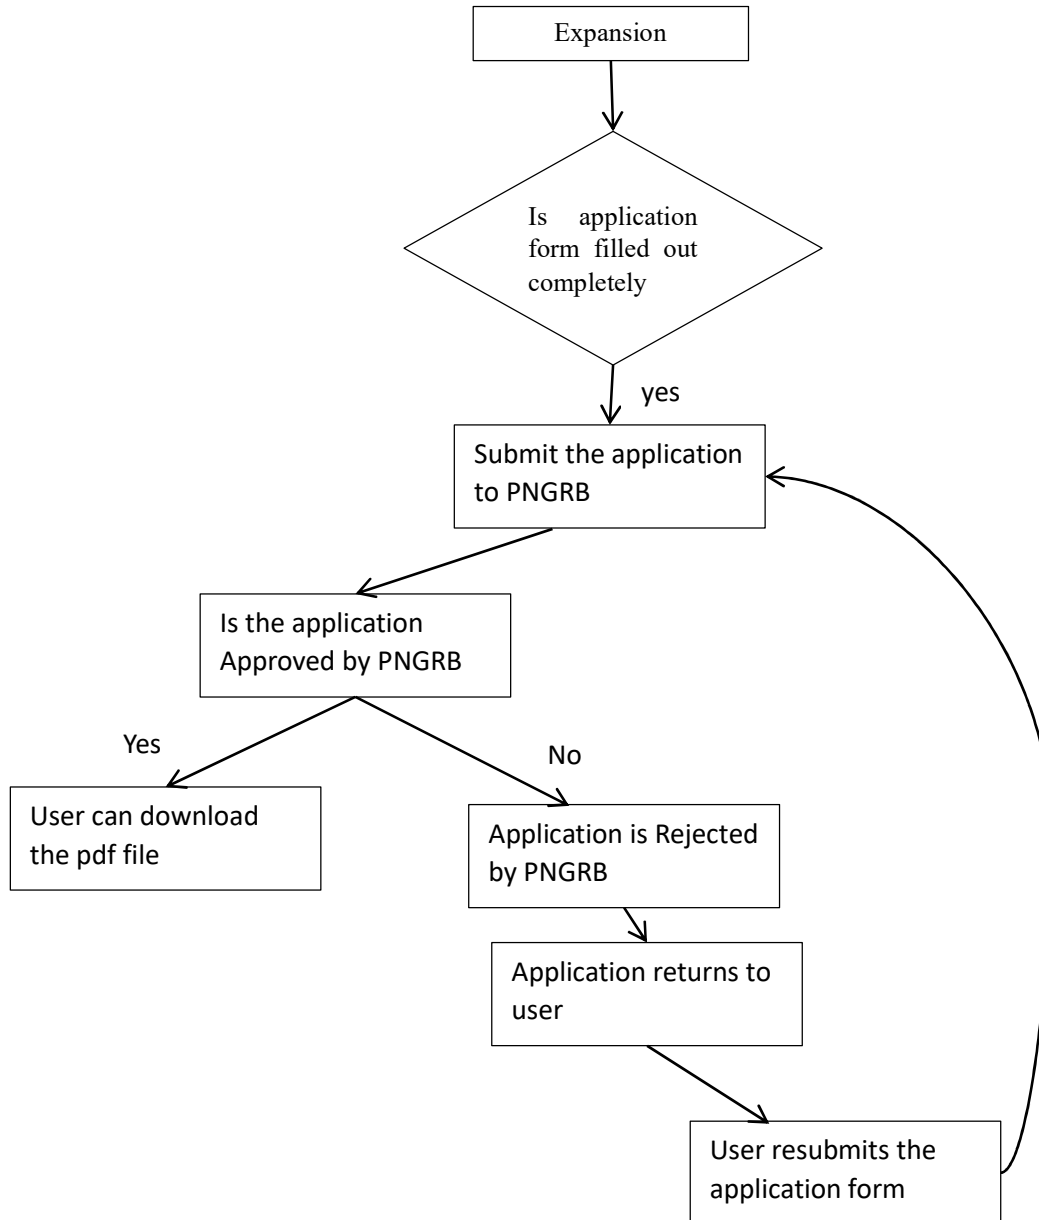 Expansion
Is application
form filled out
completely
yes
Submit the application
to PNGRB
Is the application
Approved by PNGRB
Yes
No
User can download
the pdf file
Application is Rejected
by PNGRB
Application returns to
user
User resubmits the
application form